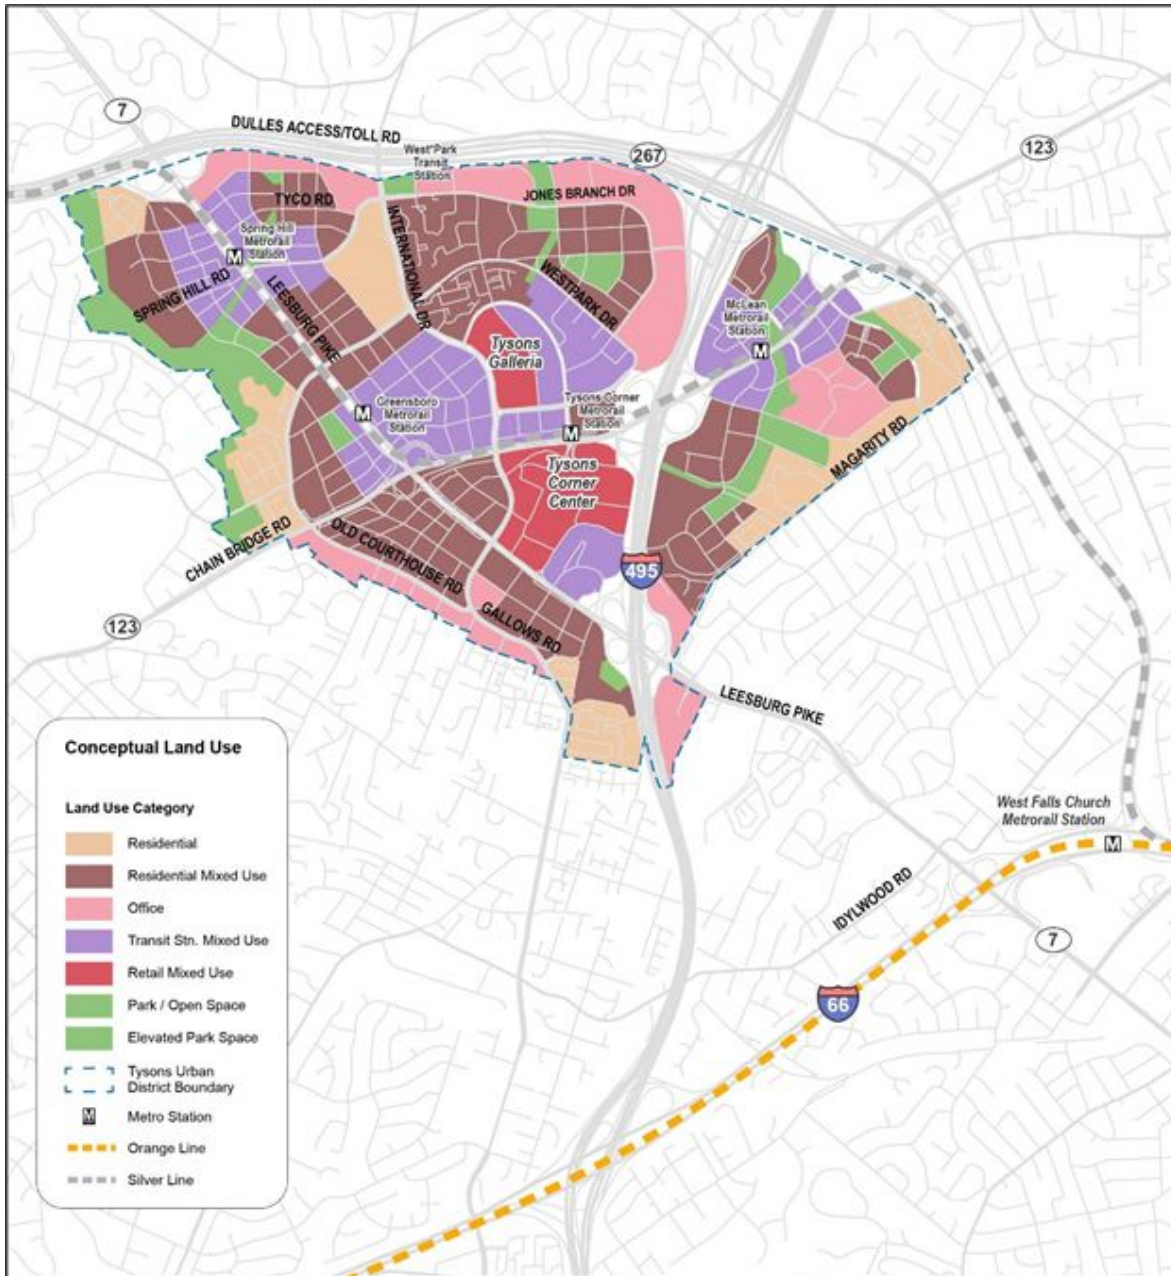 7
DULLES ACCESS/TOLL RD
West*Park
Transit
Station
267
123
TYCO RD
JONES BRANCH DR
INTERNATIONAL DR
Spring Hill
Metrorail
Station
M
SPRING HILL RD
LEESBURG PIKE
WESTPARK DR
McLean
Metrorail
Station
M
Tysons
Galleria
Greensboro
Metrorail
Station
M
Tysons Corner
Metrorail
Station
M
MAGARITY RD
Tysons
Corner
Center
CHAIN BRIDGE RD
OLD COURTHOUSE RD
495
123
GALLOWS RD
LEESBURG PIKE
West Falls Church
Metrorail Station
M
IDYLWOOD RD
7
66
Conceptual Land Use
Land Use Category
Residential
Residential Mixed Use
Office
Transit Stn. Mixed Use
Retail Mixed Use
Park / Open Space
Elevated Park Space
Tysons Urban
District Boundary
M
Metro Station
Orange Line
Silver Line